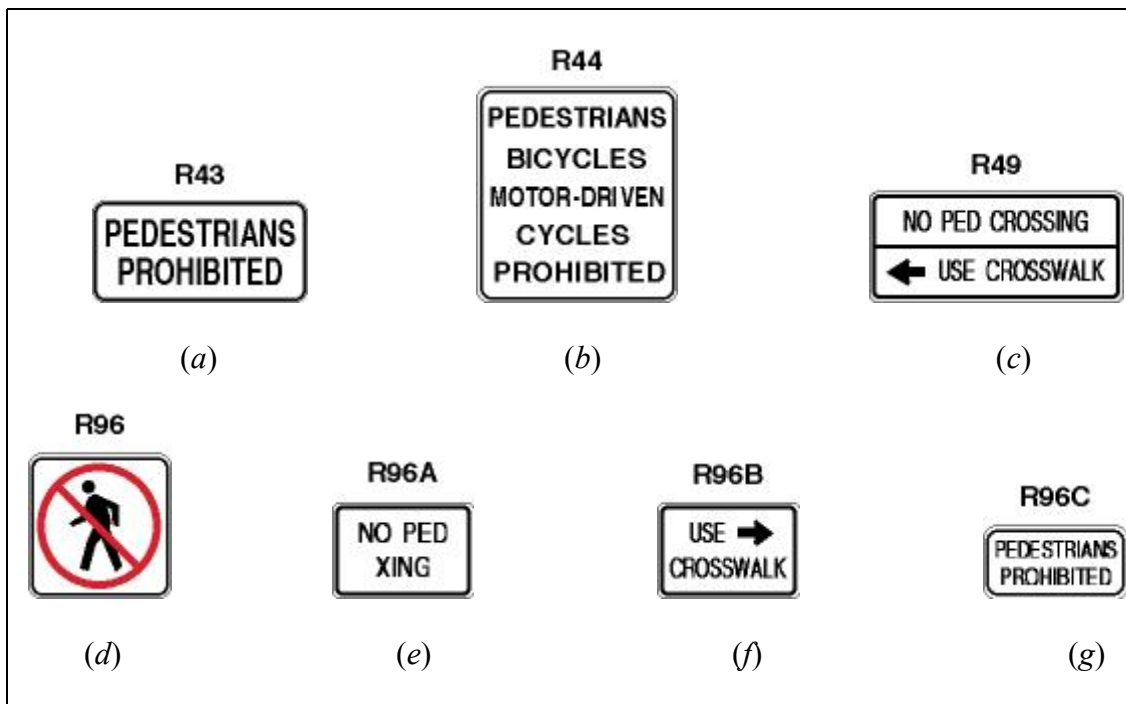 R43
PEDESTRIANS
PROHIBITED
(a)
R44
PEDESTRIANS
BICYCLES
MOTOR-DRIVEN
CYCLES
PROHIBITED
(b)
R49
NO PED CROSSING
USE CROSSWALK
(c)
R96
(d)
R96A
NO PED
XING
(e)
R96B
USE
CROSSWALK
(f)
R96C
PEDESTRIANS
PROHIBITED
(g)